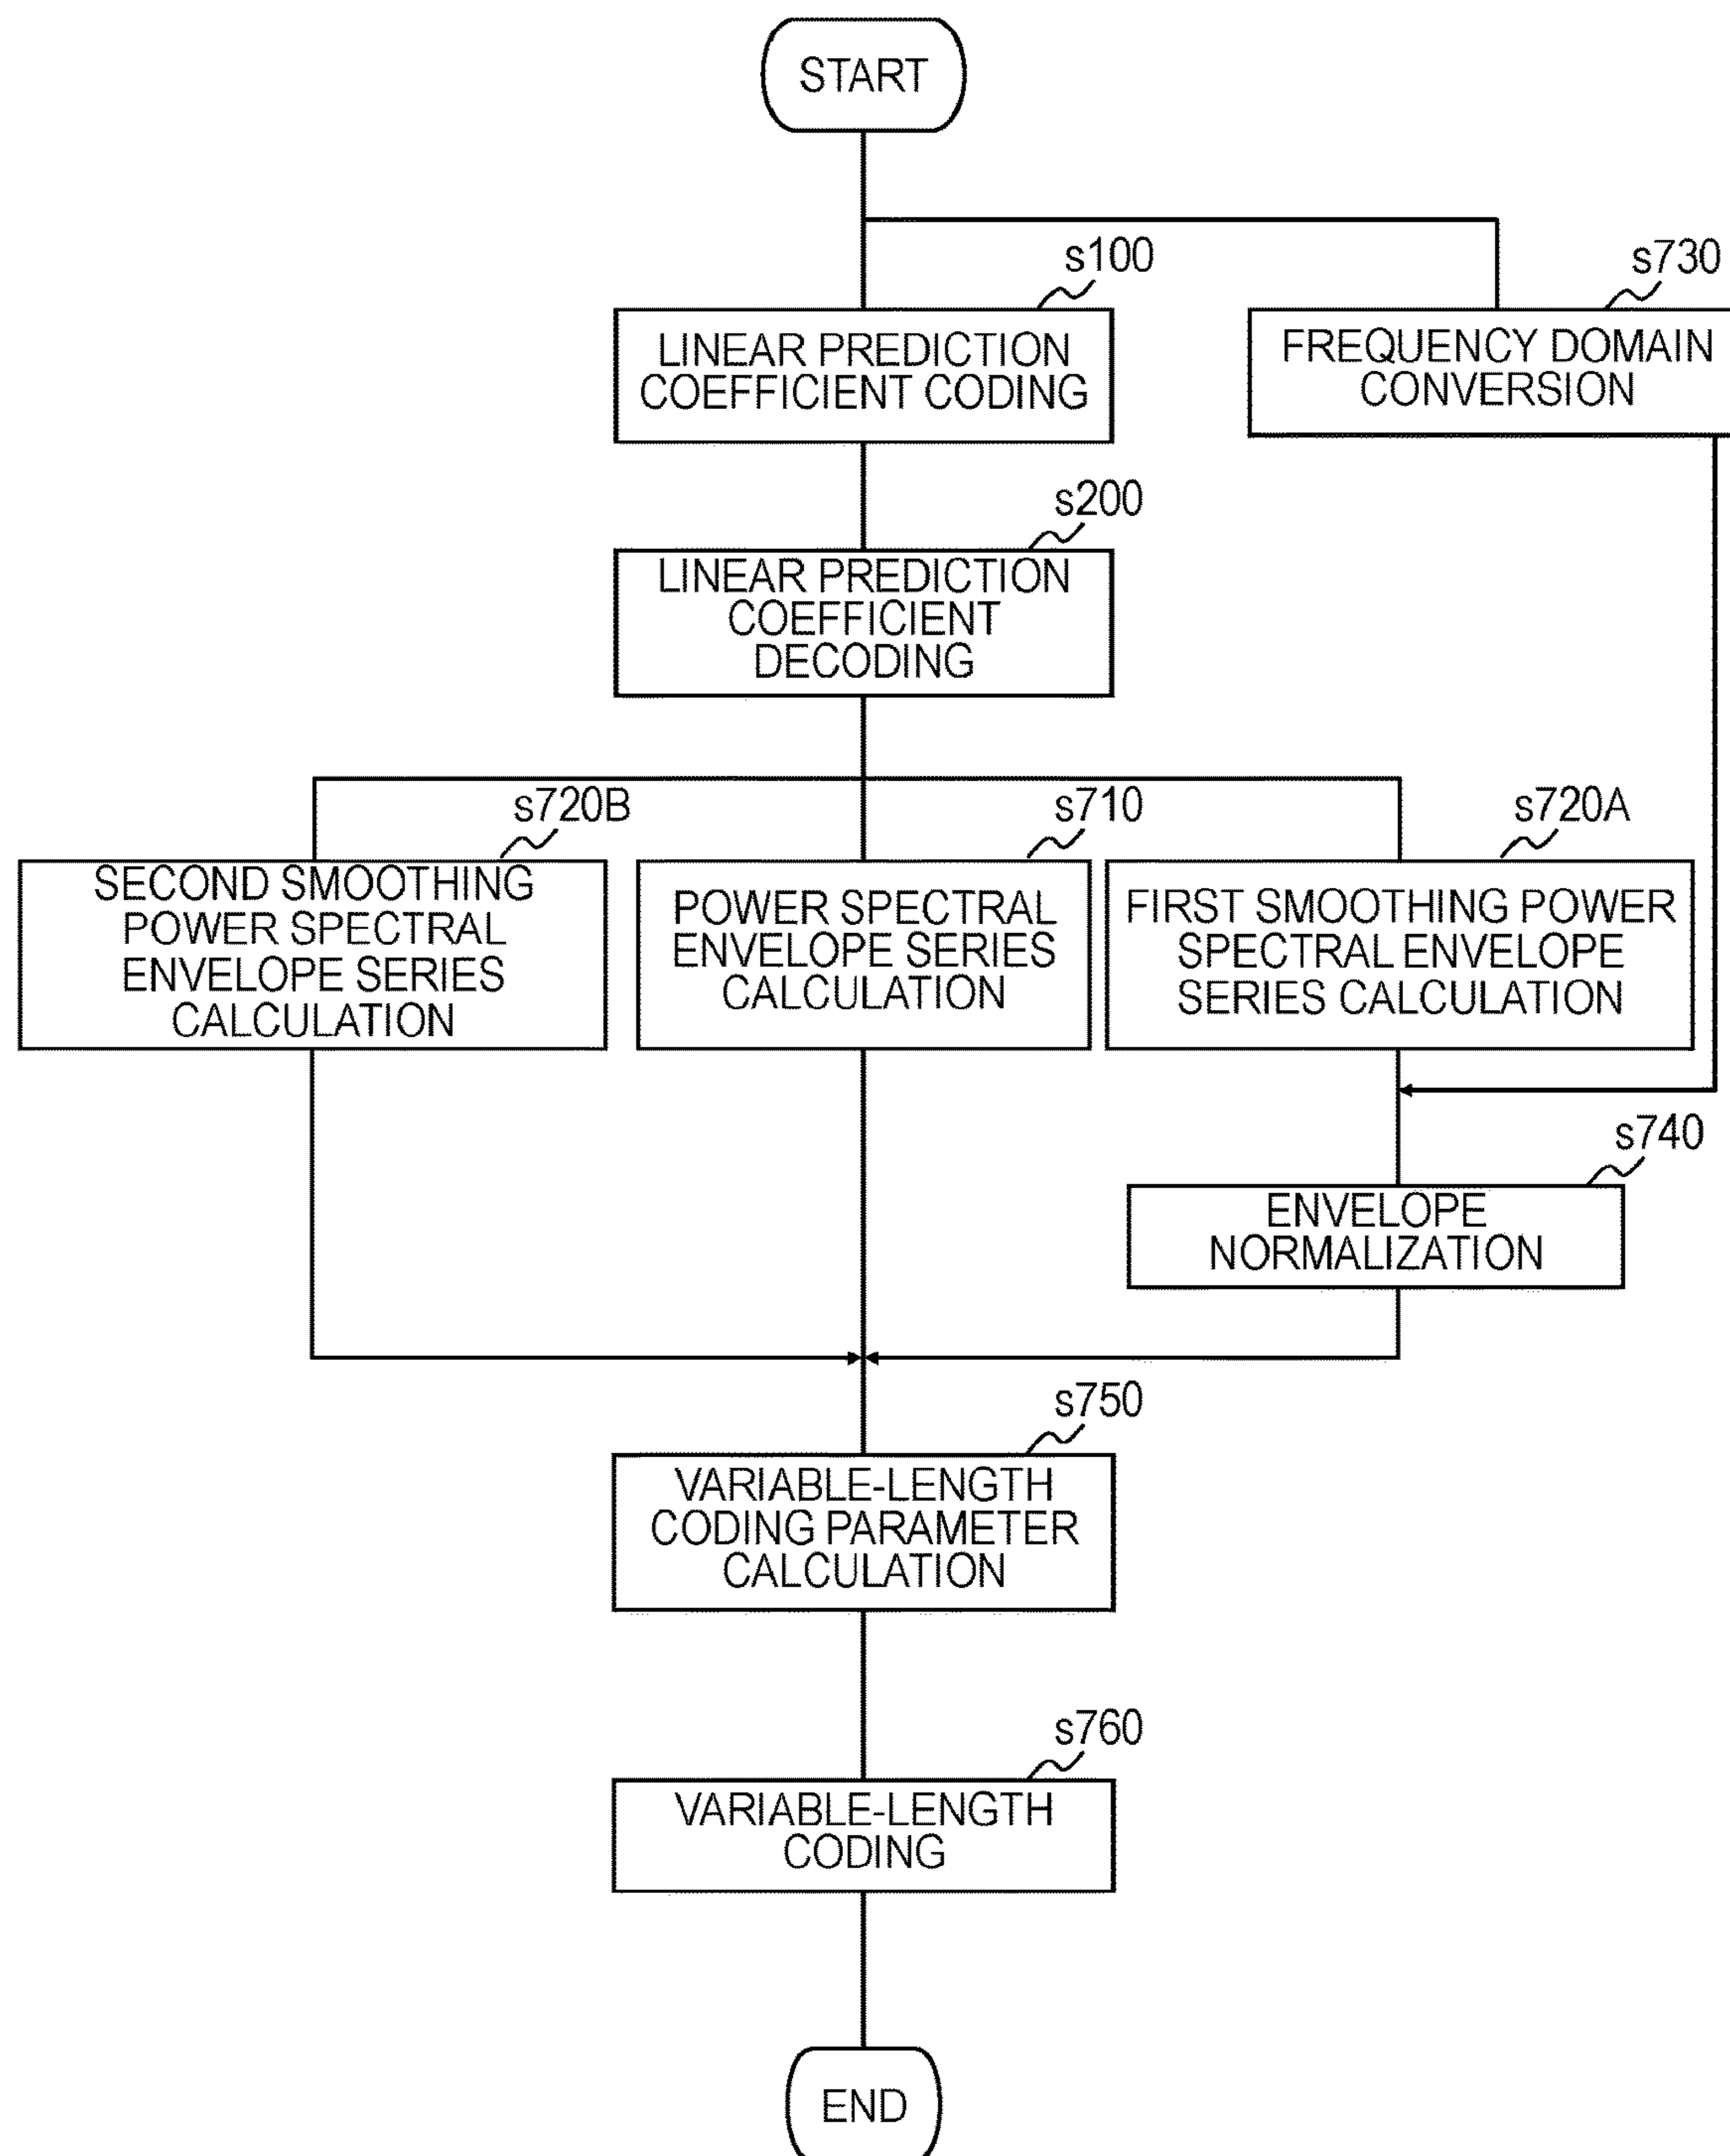 START
s100
LINEAR PREDICTION
COEFFICIENT CODING
s730
FREQUENCY DOMAIN
CONVERSION
s200
LINEAR PREDICTION
COEFFICIENT
DECODING
s720B
SECOND SMOOTHING
POWER SPECTRAL
ENVELOPE SERIES
CALCULATION
s710
POWER SPECTRAL
ENVELOPE SERIES
CALCULATION
s720A
FIRST SMOOTHING POWER
SPECTRAL ENVELOPE
SERIES CALCULATION
s740
ENVELOPE
NORMALIZATION
s750
VARIABLE-LENGTH
CODING PARAMETER
CALCULATION
s760
VARIABLE-LENGTH
CODING
END